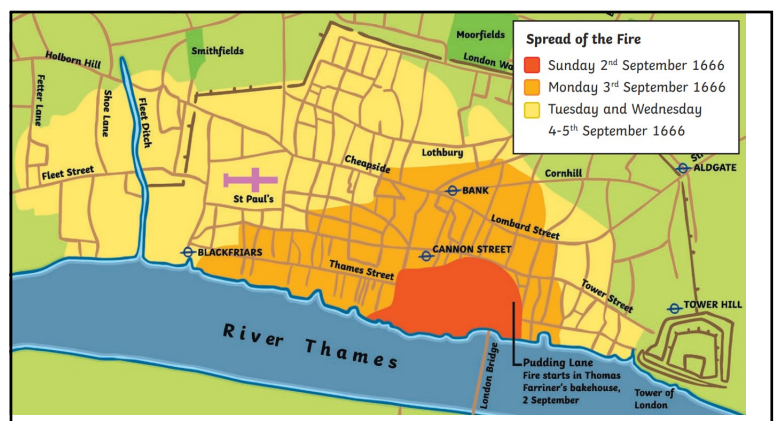 Spread of the Fire
Sunday 2nd September 1666
Monday 3rd September 1666
Tuesday and Wednesday
4-5th September 1666
Moorfields
London Wa
Smithfields
Holborn Hill
Fetter Lane
Shoe Lane
Fleet Ditch
Fleet Street
St Paul's
Cheapside
Lothbury
Cornhill
ALDGATE
BANK
Lombard Street
CANNON STREET
BLACKFRIARS
Thames Street
Tower Street
TOWER HILL
River Thames
London Bridge
Pudding Lane
Fire starts in Thomas
Farriner's bakehouse,
2 September
Tower of
London